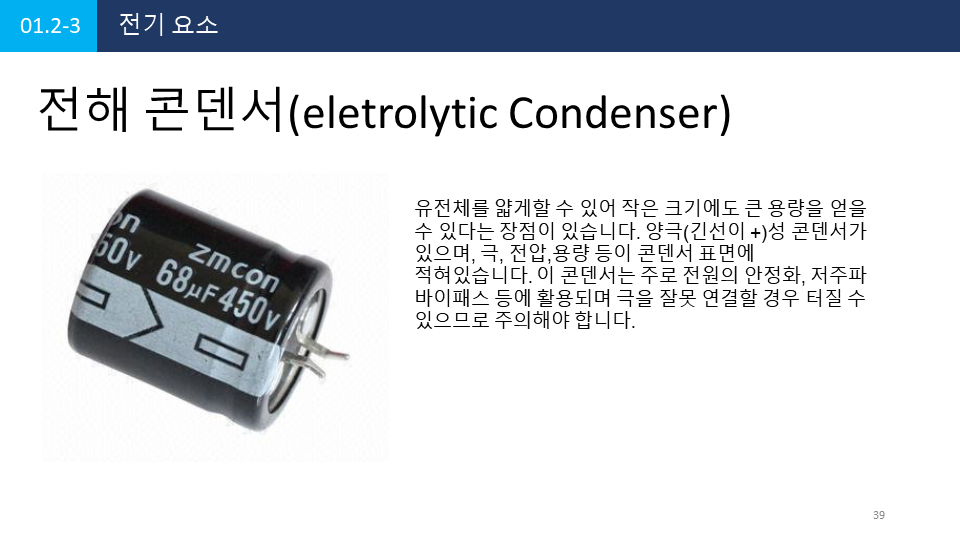 01.2-3 전기 요소
전해 콘덴서(eletrolytic Condenser)
유전체를 얇게할 수 있어 작은 크기에도 큰 용량을 얻을
수 있다는 장점이 있습니다. 양극(긴선이 +)성 콘덴서가
있으며, 극, 전압,용량 등이 콘덴서 표면에
적혀있습니다. 이 콘덴서는 주로 전원의 안정화, 저주파
바이패스 등에 활용되며 극을 잘못 연결할 경우 터질 수
있으므로 주의해야 합니다.
on
50V
zmcon
68μF450V
39